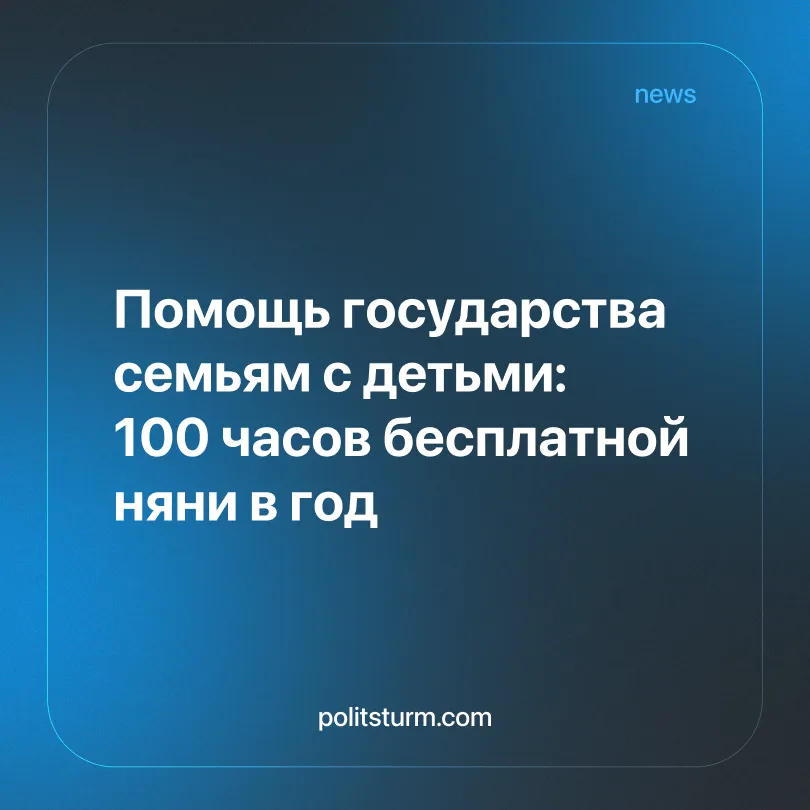 news
Помощь государства
семьям с детьми:
100 часов бесплатной
няни в год
politsturm.com